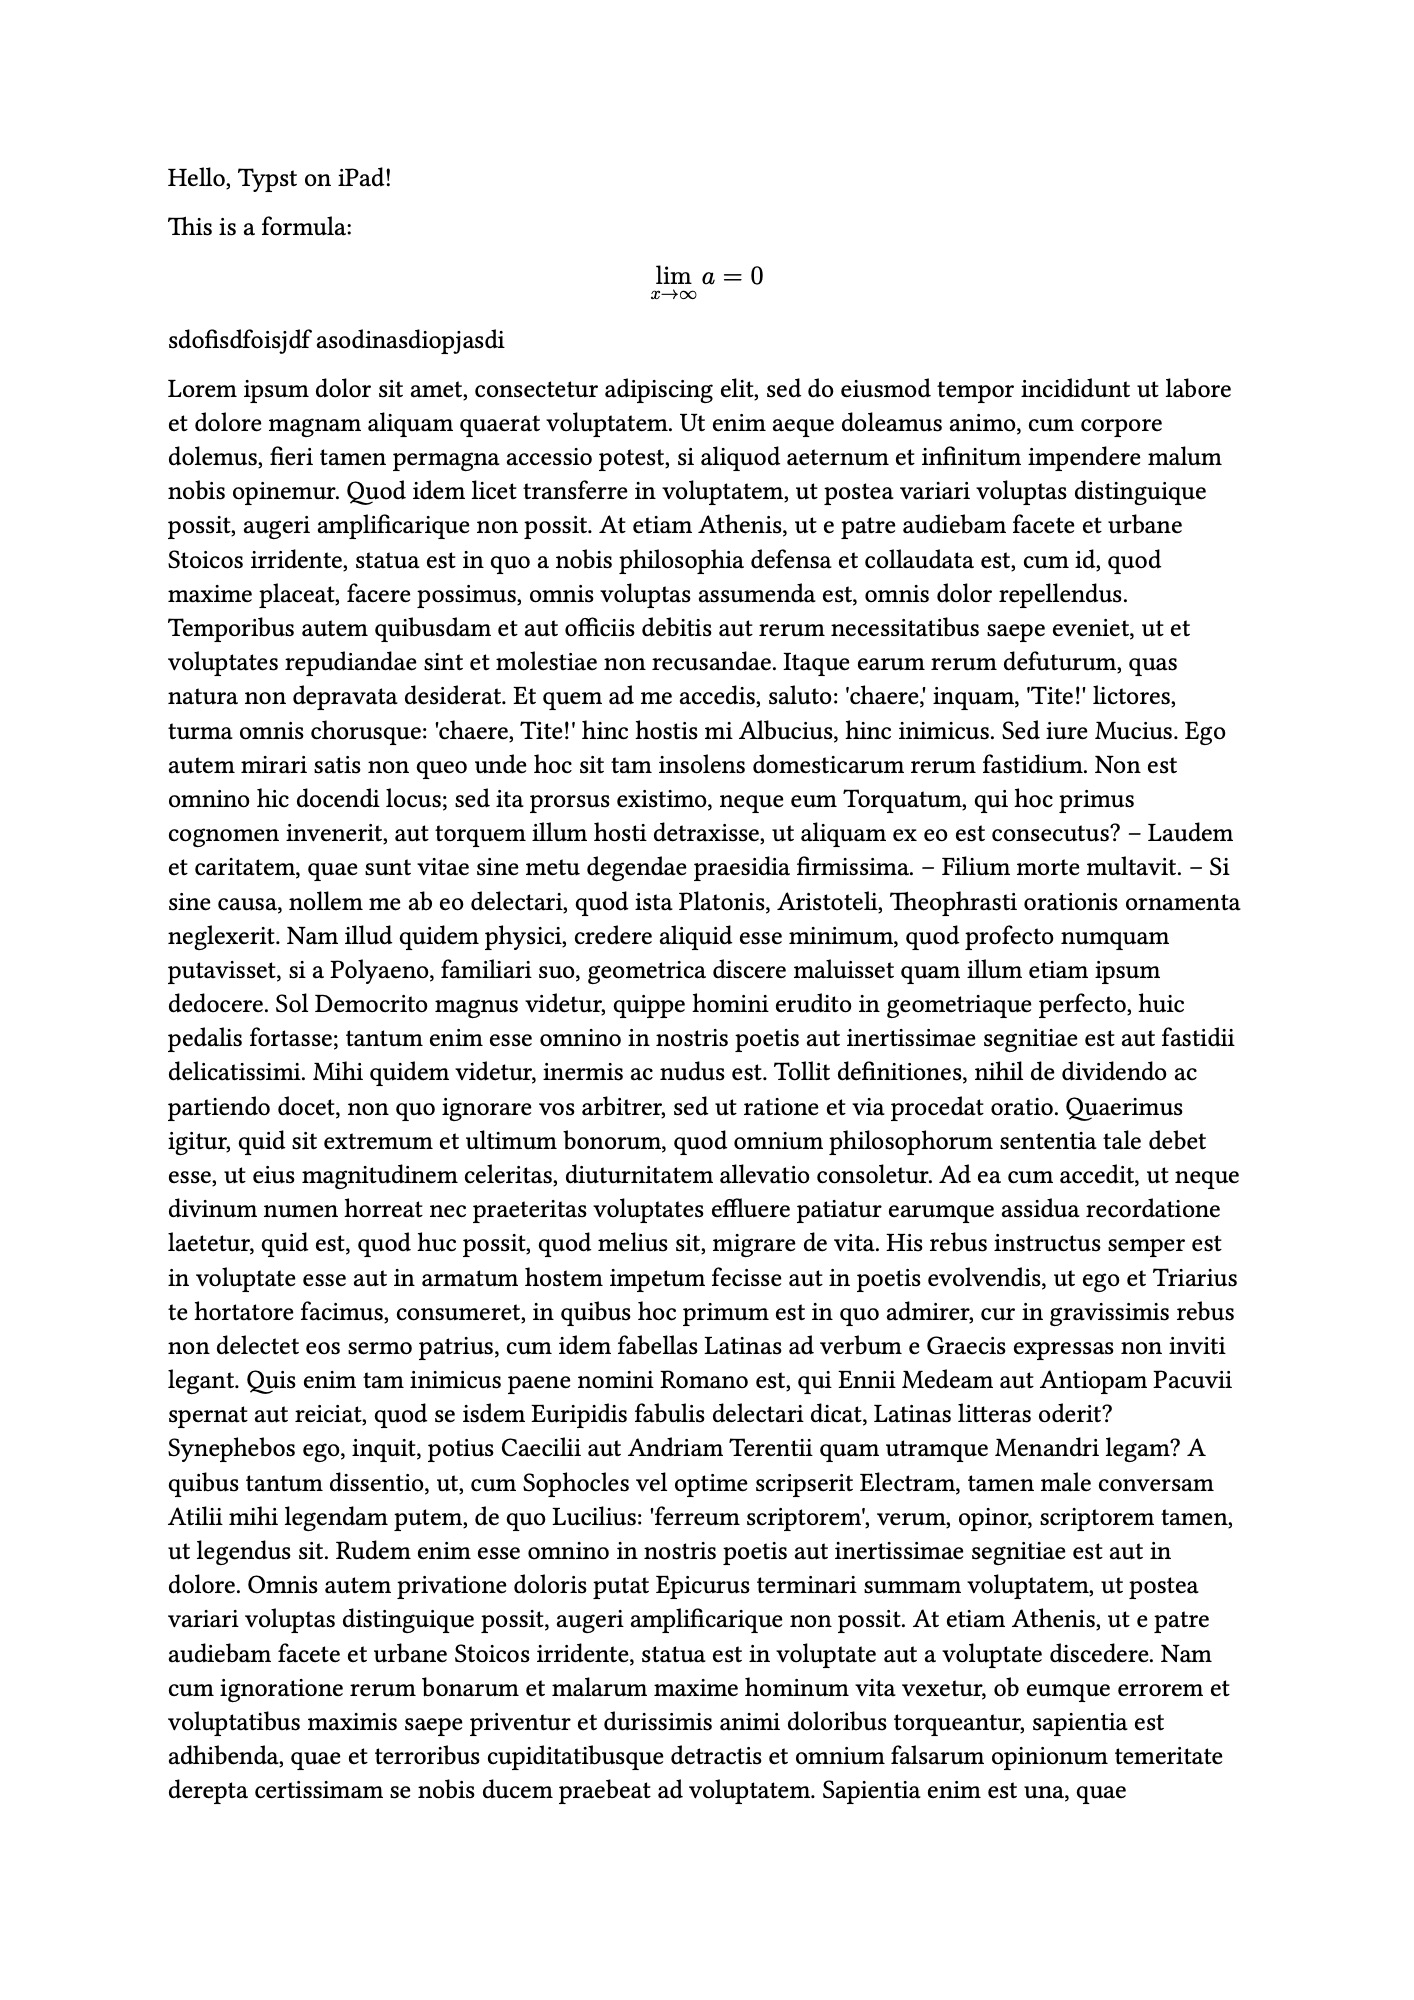 Hello, Typst on iPad!
This is a formula:
lim a = 0
x→∞
sdofisdfoisjdf asodinasdiopjasdi
Lorem ipsum dolor sit amet, consectetur adipiscing elit, sed do eiusmod tempor incididunt ut labore
et dolore magnam aliquam quaerat voluptatem. Ut enim aeque doleamus animo, cum corpore
dolemus, fieri tamen permagna accessio potest, si aliquod aeternum et infinitum impendere malum
nobis opinemur. Quod idem licet transferre in voluptatem, ut postea variari voluptas distinguique
possit, augeri amplificarique non possit. At etiam Athenis, ut e patre audiebam facete et urbane
Stoicos irridente, statua est in quo a nobis philosophia defensa et collaudata est, cum id, quod
maxime placeat, facere possimus, omnis voluptas assumenda est, omnis dolor repellendus.
Temporibus autem quibusdam et aut officiis debitis aut rerum necessitatibus saepe eveniet, ut et
voluptates repudiandae sint et molestiae non recusandae. Itaque earum rerum defuturum, quas
natura non depravata desiderat. Et quem ad me accedis, saluto: 'chaere,' inquam, 'Tite!' lictores,
turma omnis chorusque: 'chaere, Tite!' hinc hostis mi Albucius, hinc inimicus. Sed iure Mucius. Ego
autem mirari satis non queo unde hoc sit tam insolens domesticarum rerum fastidium. Non est
omnino hic docendi locus; sed ita prorsus existimo, neque eum Torquatum, qui hoc primus
cognomen invenerit, aut torquem illum hosti detraxisse, ut aliquam ex eo est consecutus? – Laudem
et caritatem, quae sunt vitae sine metu degendae praesidia firmissima. – Filium morte multavit. – Si
sine causa, nollem me ab eo delectari, quod ista Platonis, Aristoteli, Theophrasti orationis ornamenta
neglexerit. Nam illud quidem physici, credere aliquid esse minimum, quod profecto numquam
putavisset, si a Polyaeno, familiari suo, geometrica discere maluisset quam illum etiam ipsum
dedocere. Sol Democrito magnus videtur, quippe homini erudito in geometriaque perfecto, huic
pedalis fortasse; tantum enim esse omnino in nostris poetis aut inertissimae segnitiae est aut fastidii
delicatissimi. Mihi quidem videtur, inermis ac nudus est. Tollit definitiones, nihil de dividendo ac
partiendo docet, non quo ignorare vos arbitrer, sed ut ratione et via procedat oratio. Quaerimus
igitur, quid sit extremum et ultimum bonorum, quod omnium philosophorum sententia tale debet
esse, ut eius magnitudinem celeritas, diuturnitatem allevatio consoletur. Ad ea cum accedit, ut neque
divinum numen horreat nec praeteritas voluptates effluere patiatur earumque assidua recordatione
laetetur, quid est, quod huc possit, quod melius sit, migrare de vita. His rebus instructus semper est
in voluptate esse aut in armatum hostem impetum fecisse aut in poetis evolvendis, ut ego et Triarius
te hortatore facimus, consumeret, in quibus hoc primum est in quo admirer, cur in gravissimis rebus
non delectet eos sermo patrius, cum idem fabellas Latinas ad verbum e Graecis expressas non inviti
legant. Quis enim tam inimicus paene nomini Romano est, qui Ennii Medeam aut Antiopam Pacuvii
spernat aut reiciat, quod se isdem Euripidis fabulis delectari dicat, Latinas litteras oderit?
Synephebos ego, inquit, potius Caecilii aut Andriam Terentii quam utramque Menandri legam? A
quibus tantum dissentio, ut, cum Sophocles vel optime scripserit Electram, tamen male conversam
Atilii mihi legendam putem, de quo Lucilius: 'ferreum scriptorem', verum, opinor, scriptorem tamen,
ut legendus sit. Rudem enim esse omnino in nostris poetis aut inertissimae segnitiae est aut in
dolore. Omnis autem privatione doloris putat Epicurus terminari summam voluptatem, ut postea
variari voluptas distinguique possit, augeri amplificarique non possit. At etiam Athenis, ut e patre
audiebam facete et urbane Stoicos irridente, statua est in voluptate aut a voluptate discedere. Nam
cum ignoratione rerum bonarum et malarum maxime hominum vita vexetur, ob eumque errorem et
voluptatibus maximis saepe priventur et durissimis animi doloribus torqueantur, sapientia est
adhibenda, quae et terroribus cupiditatibusque detractis et omnium falsarum opinionum temeritate
derepta certissimam se nobis ducem praebeat ad voluptatem. Sapientia enim est una, quae